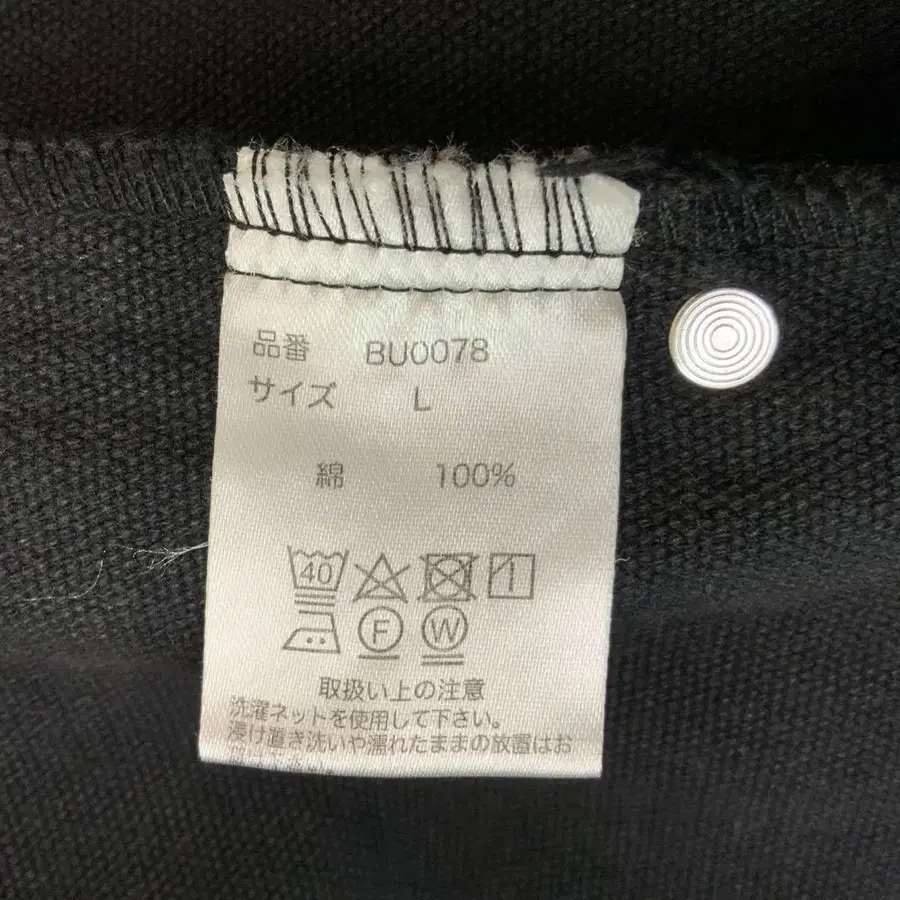 品番 BU0078
サイズ L
綿 100%
40
F W
取扱い上の注意
洗濯ネットを使用して下さい。
浸け置き洗いや濡れたままの放置はお